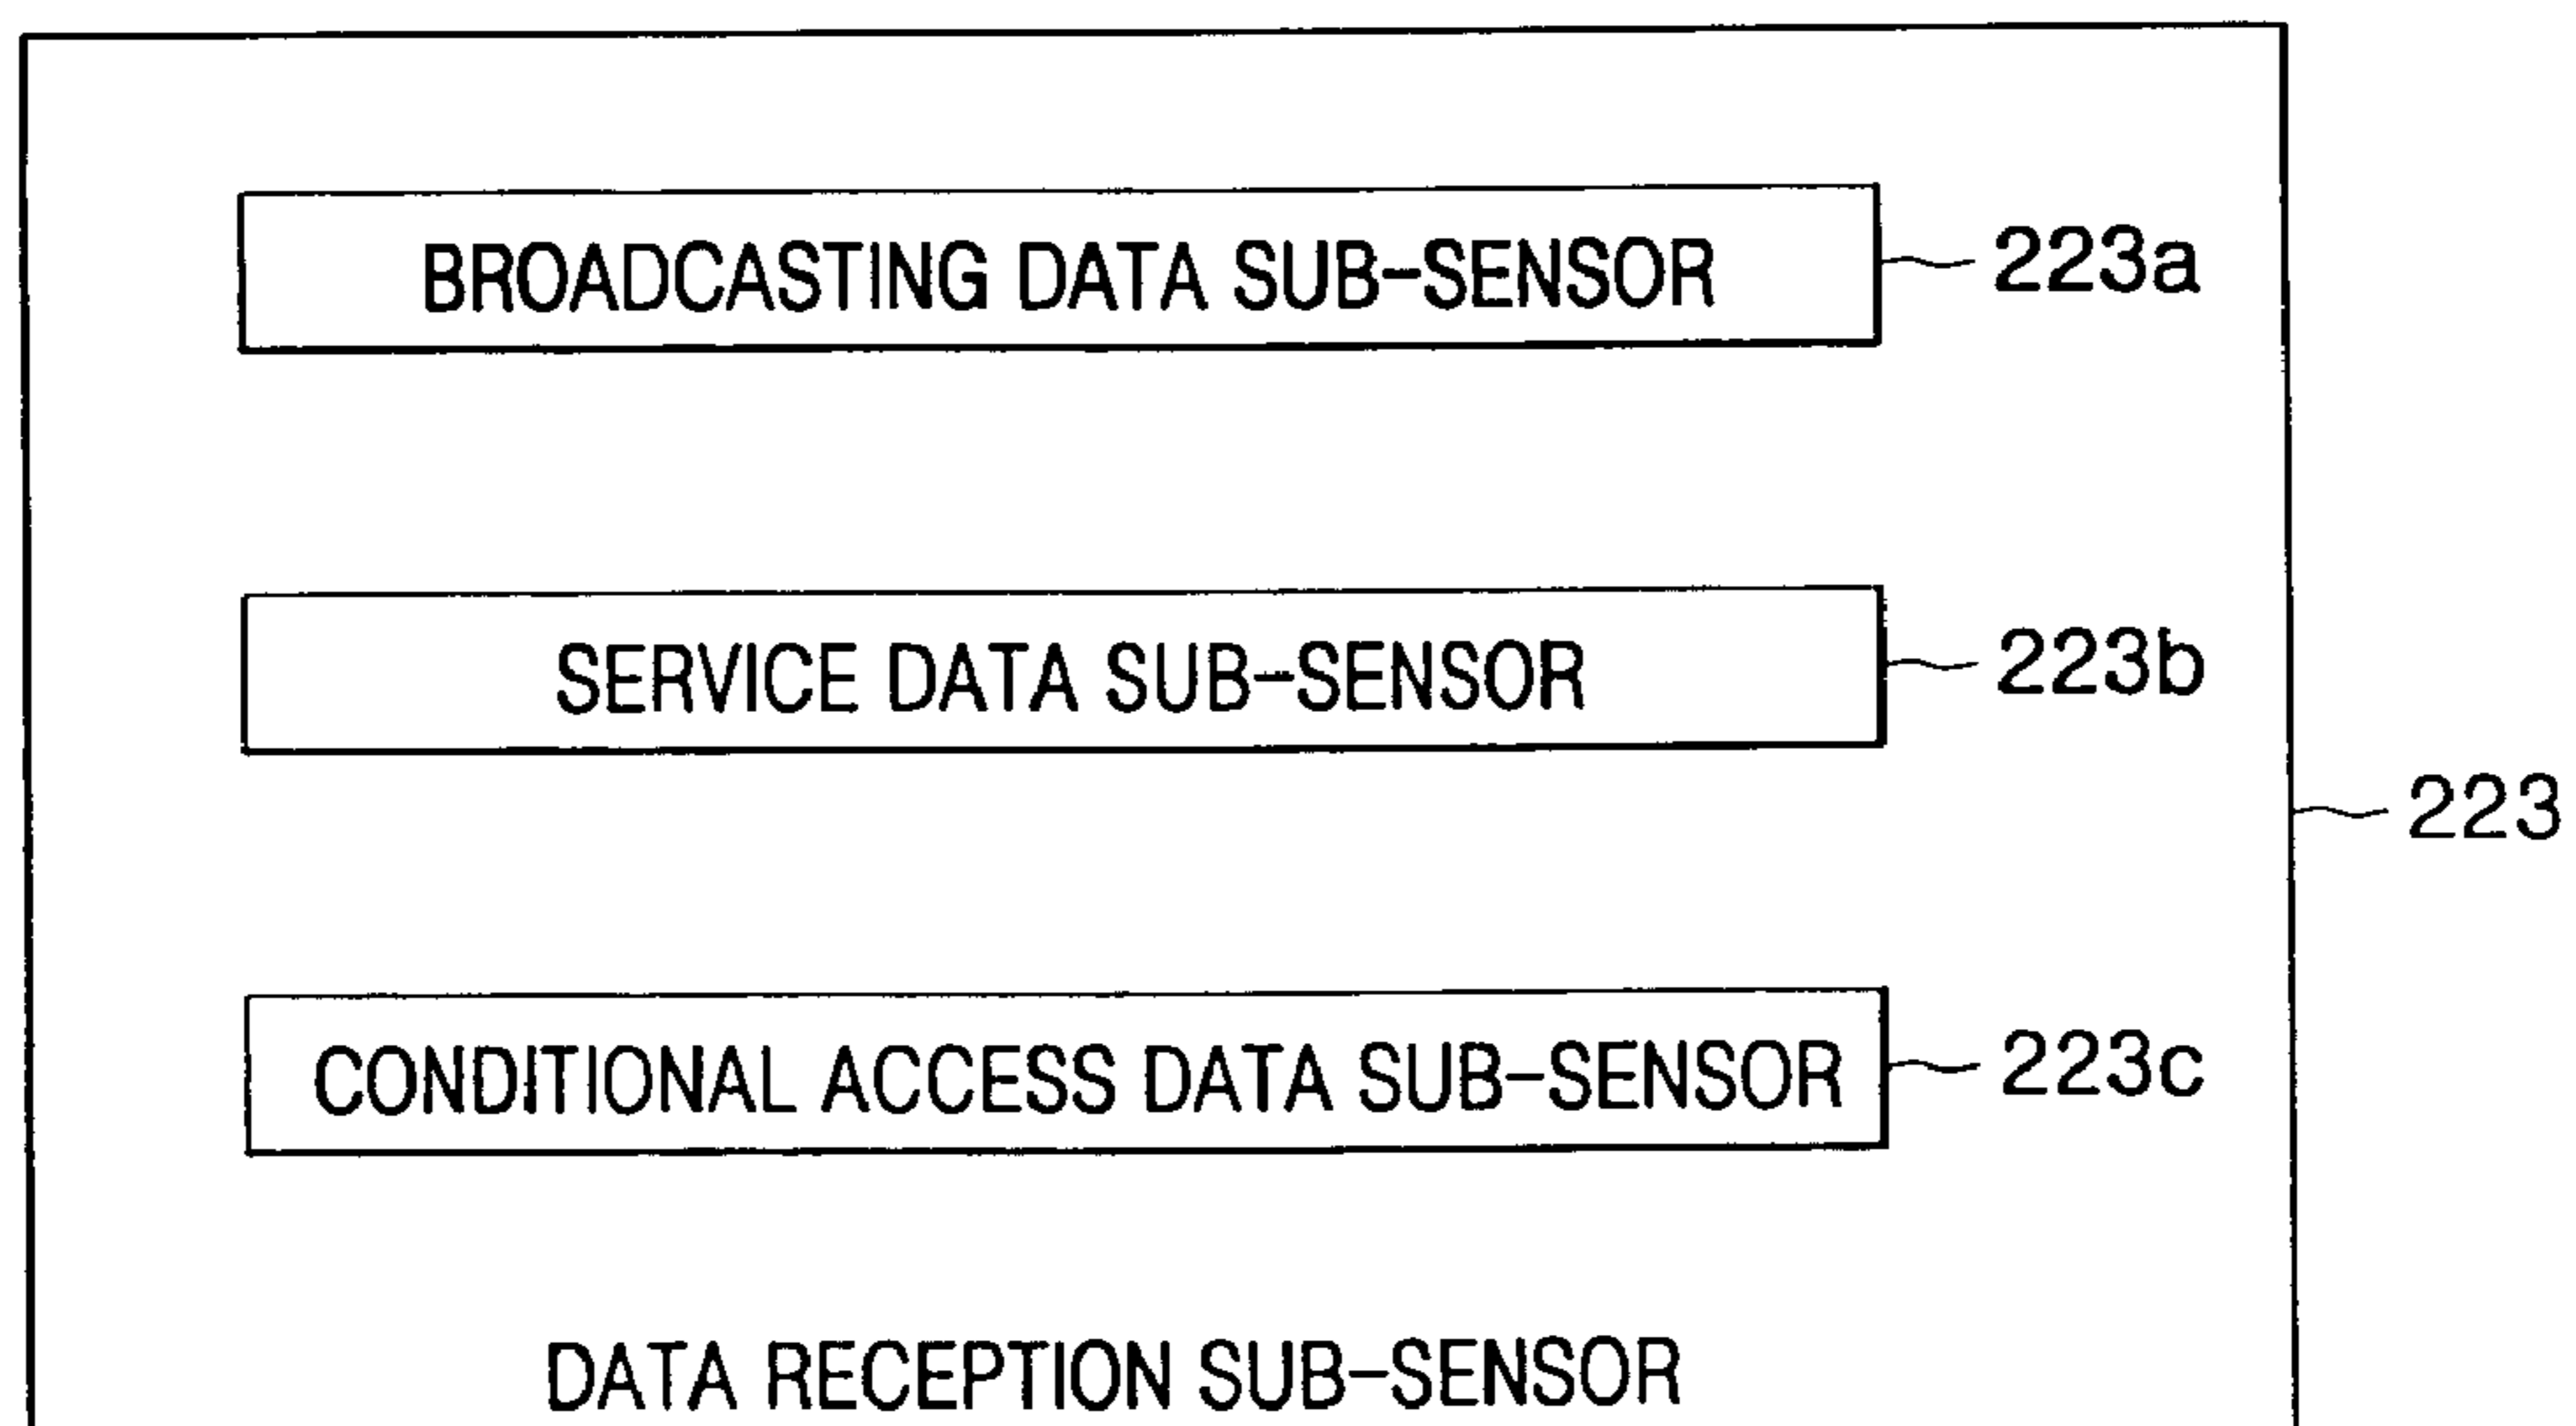 BROADCASTING DATA SUB-SENSOR 223a
SERVICE DATA SUB-SENSOR 223b
223
CONDITIONAL ACCESS DATA SUB-SENSOR 223c
DATA RECEPTION SUB-SENSOR